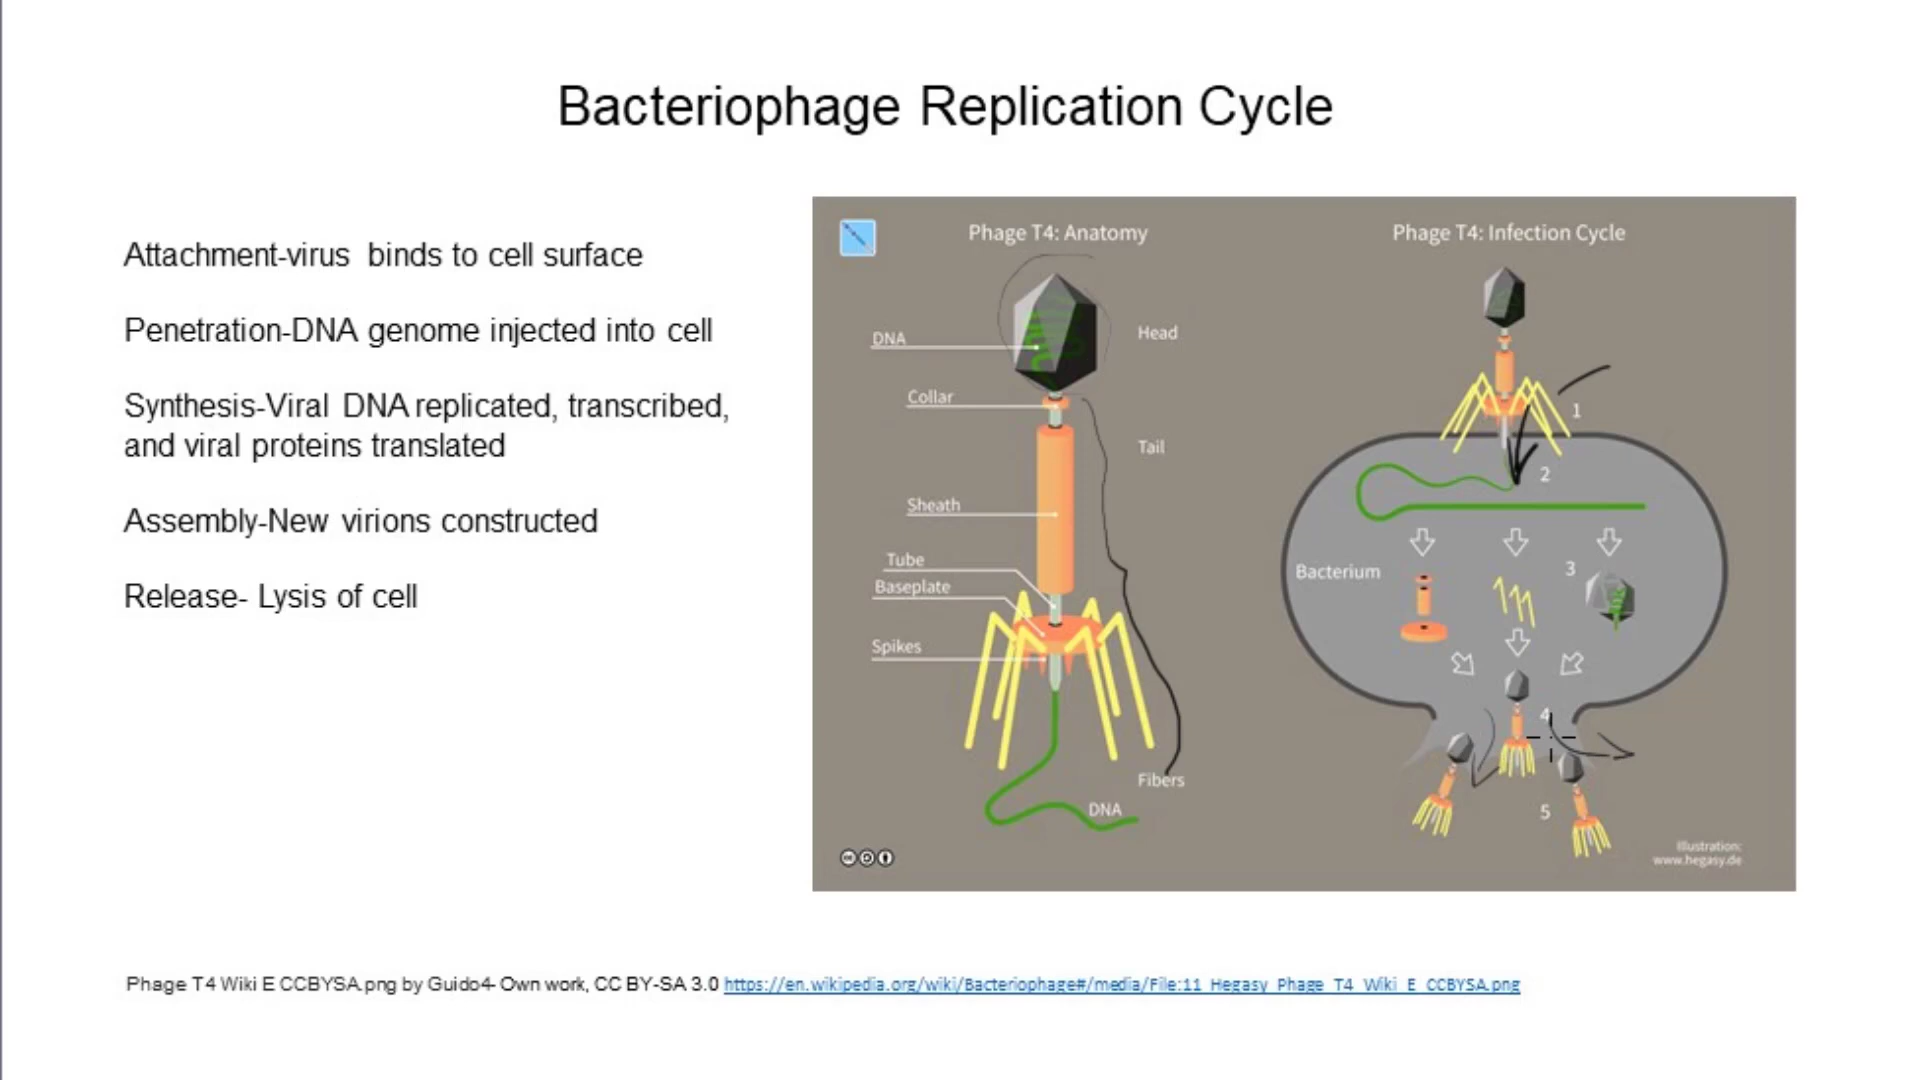 Bacteriophage Replication Cycle
Attachment-virus binds to cell surface
Penetration-DNA genome injected into cell
Synthesis-Viral DNA replicated, transcribed,
and viral proteins translated
Assembly-New virions constructed
Release- Lysis of cell
Phage T4: Anatomy
DNA
Head
Collar
Tail
Sheath
Tube
Baseplate
Spikes
Fibers
DNA
Phage T4: Infection Cycle
1
2
Bacterium
3
4
5
Illustration:
www.hegasy.de
Phage T4 Wiki E CCBYSA.png by Guido4- Own work, CC BY-SA 3.0 https://en.wikipedia.org/wiki/Bacteriophage#/media/File:11_Hegasy_Phage_T4_Wiki_E_CCBYSA.png